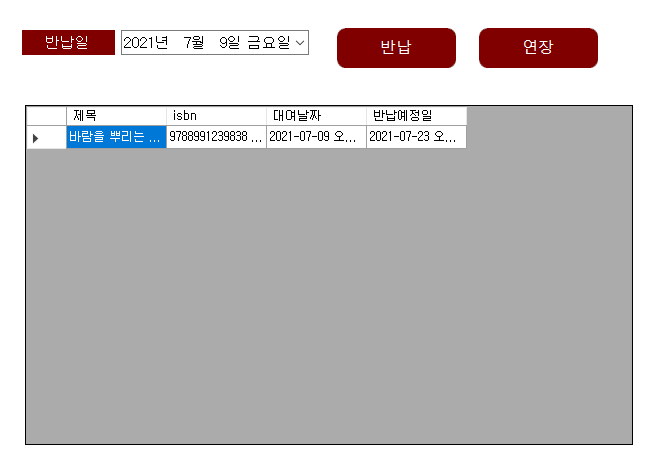 반납일 2021년 7월 9일 금요일 반납 연장
제목 isbn 대여날짜 반납예정일
바람을 뿌리는 ... 9788991239838 ... 2021-07-09 오... 2021-07-23 오...